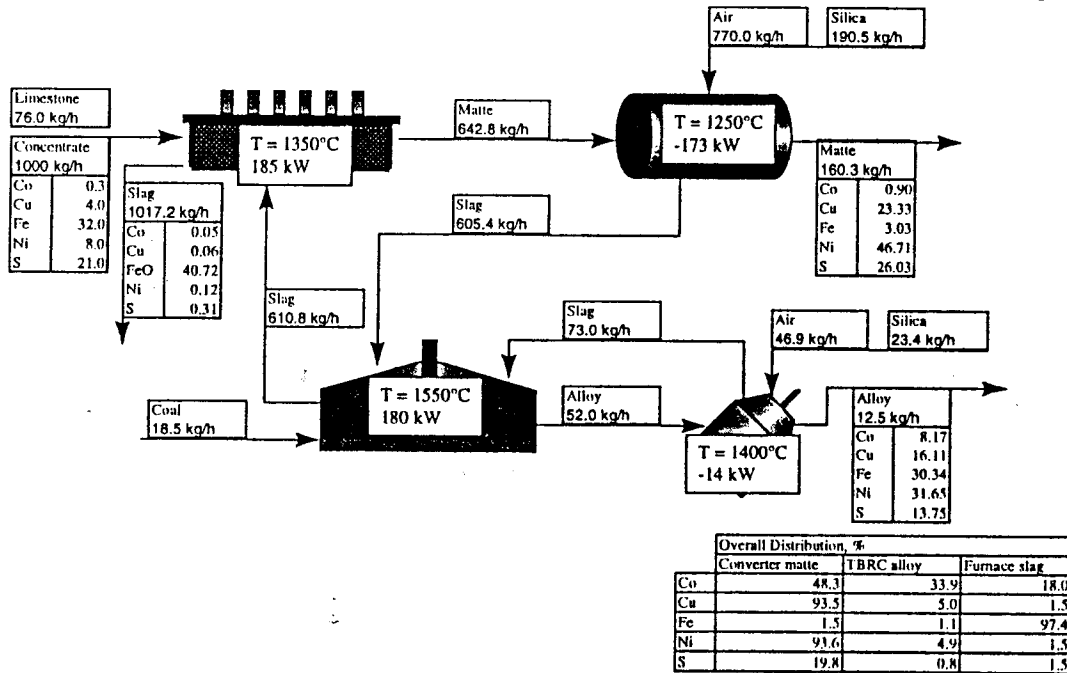 Air
770.0 kg/h
Silica
190.5 kg/h
Limestone
76.0 kg/h
Concentrate
1000 kg/h
Co 0.3
Cu 4.0
Fe 32.0
Ni 8.0
S 21.0
Slag
1017.2 kg/h
Co 0.05
Cu 0.06
FeO 40.72
Ni 0.12
S 0.31
T = 1350°C
185 kW
Matte
642.8 kg/h
T = 1250°C
-173 kW
Matte
160.3 kg/h
Co 0.90
Cu 23.33
Fe 3.03
Ni 46.71
S 26.03
Slag
605.4 kg/h
Slag
610.8 kg/h
Slag
73.0 kg/h
Air
46.9 kg/h
Silica
23.4 kg/h
Coal
18.5 kg/h
T = 1550°C
180 kW
Alloy
52.0 kg/h
T = 1400°C
-14 kW
Alloy
12.5 kg/h
Co 8.17
Cu 16.11
Fe 30.34
Ni 31.65
S 13.75
Overall Distribution, %
Converter matte TBRC alloy Furnace slag
Co 48.3 33.9 18.0
Cu 93.5 5.0 1.5
Fe 1.5 1.1 97.4
Ni 93.6 4.9 1.5
S 19.8 0.8 1.5